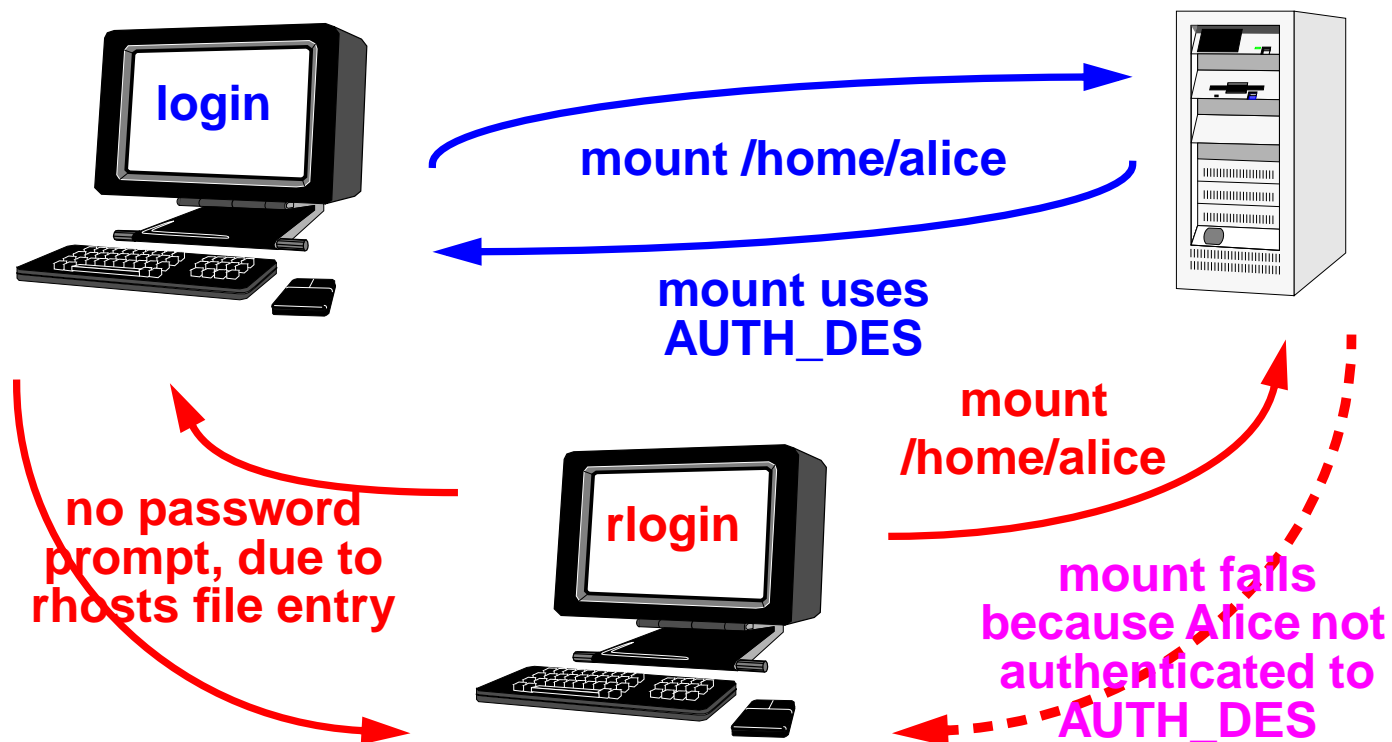 login
mount /home/alice
mount uses
AUTH_DES
mount
/home/alice
no password
prompt, due to
rhosts file entry
rlogin
mount fails
because Alice not
authenticated to
AUTH_DES